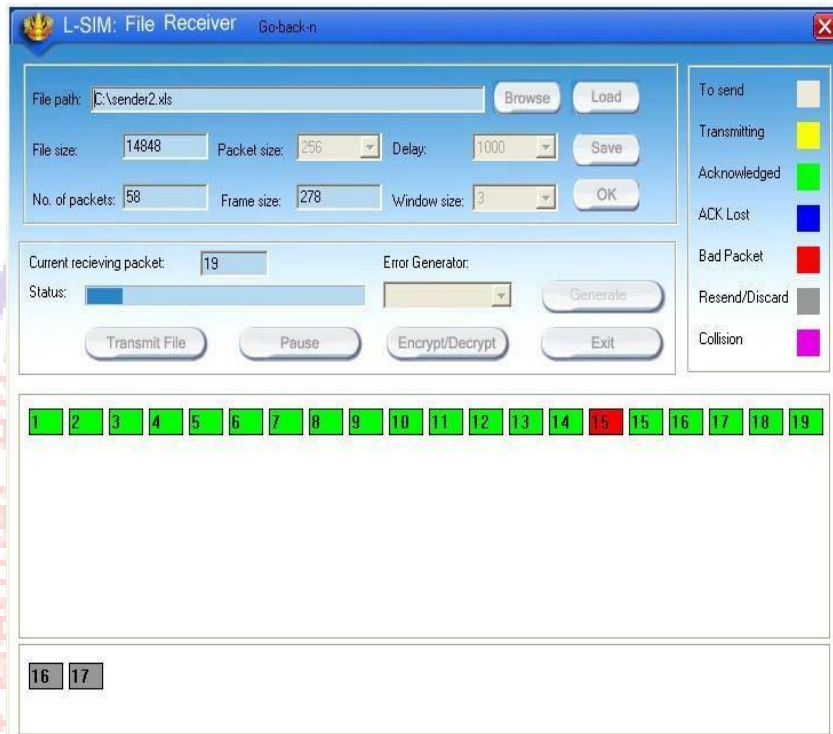 L-SIM: File Receiver Go-back-n
File path: C:\sender2.xls Browse Load
File size: 14848 Packet size: 256 Delay: 1000 Save
No. of packets: 58 Frame size: 278 Window size: 3 OK
Current recieving packet: 19 Error Generator:
Status: Generate
Transmit File Pause Encrypt/Decrypt Exit
To send
Transmitting
Acknowledged
ACK Lost
Bad Packet
Resend/Discard
Collision
1 2 3 4 5 6 7 8 9 10 11 12 13 14 15 15 16 17 18 19
16 17